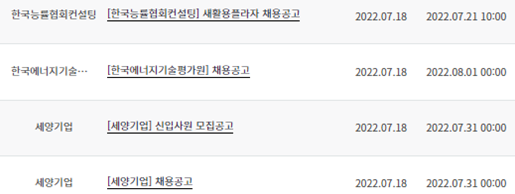 한국능률협회컨설팅 [한국능률협회컨설팅] 새활용플라자 채용공고 2022.07.18 2022.07.21 10:00
한국에너지기술… [한국에너지기술평가원] 채용공고 2022.07.18 2022.08.01 00:00
세양기업 [세양기업] 신입사원 모집공고 2022.07.18 2022.07.31 00:00
세양기업 [세양기업] 채용공고 2022.07.18 2022.07.31 00:00